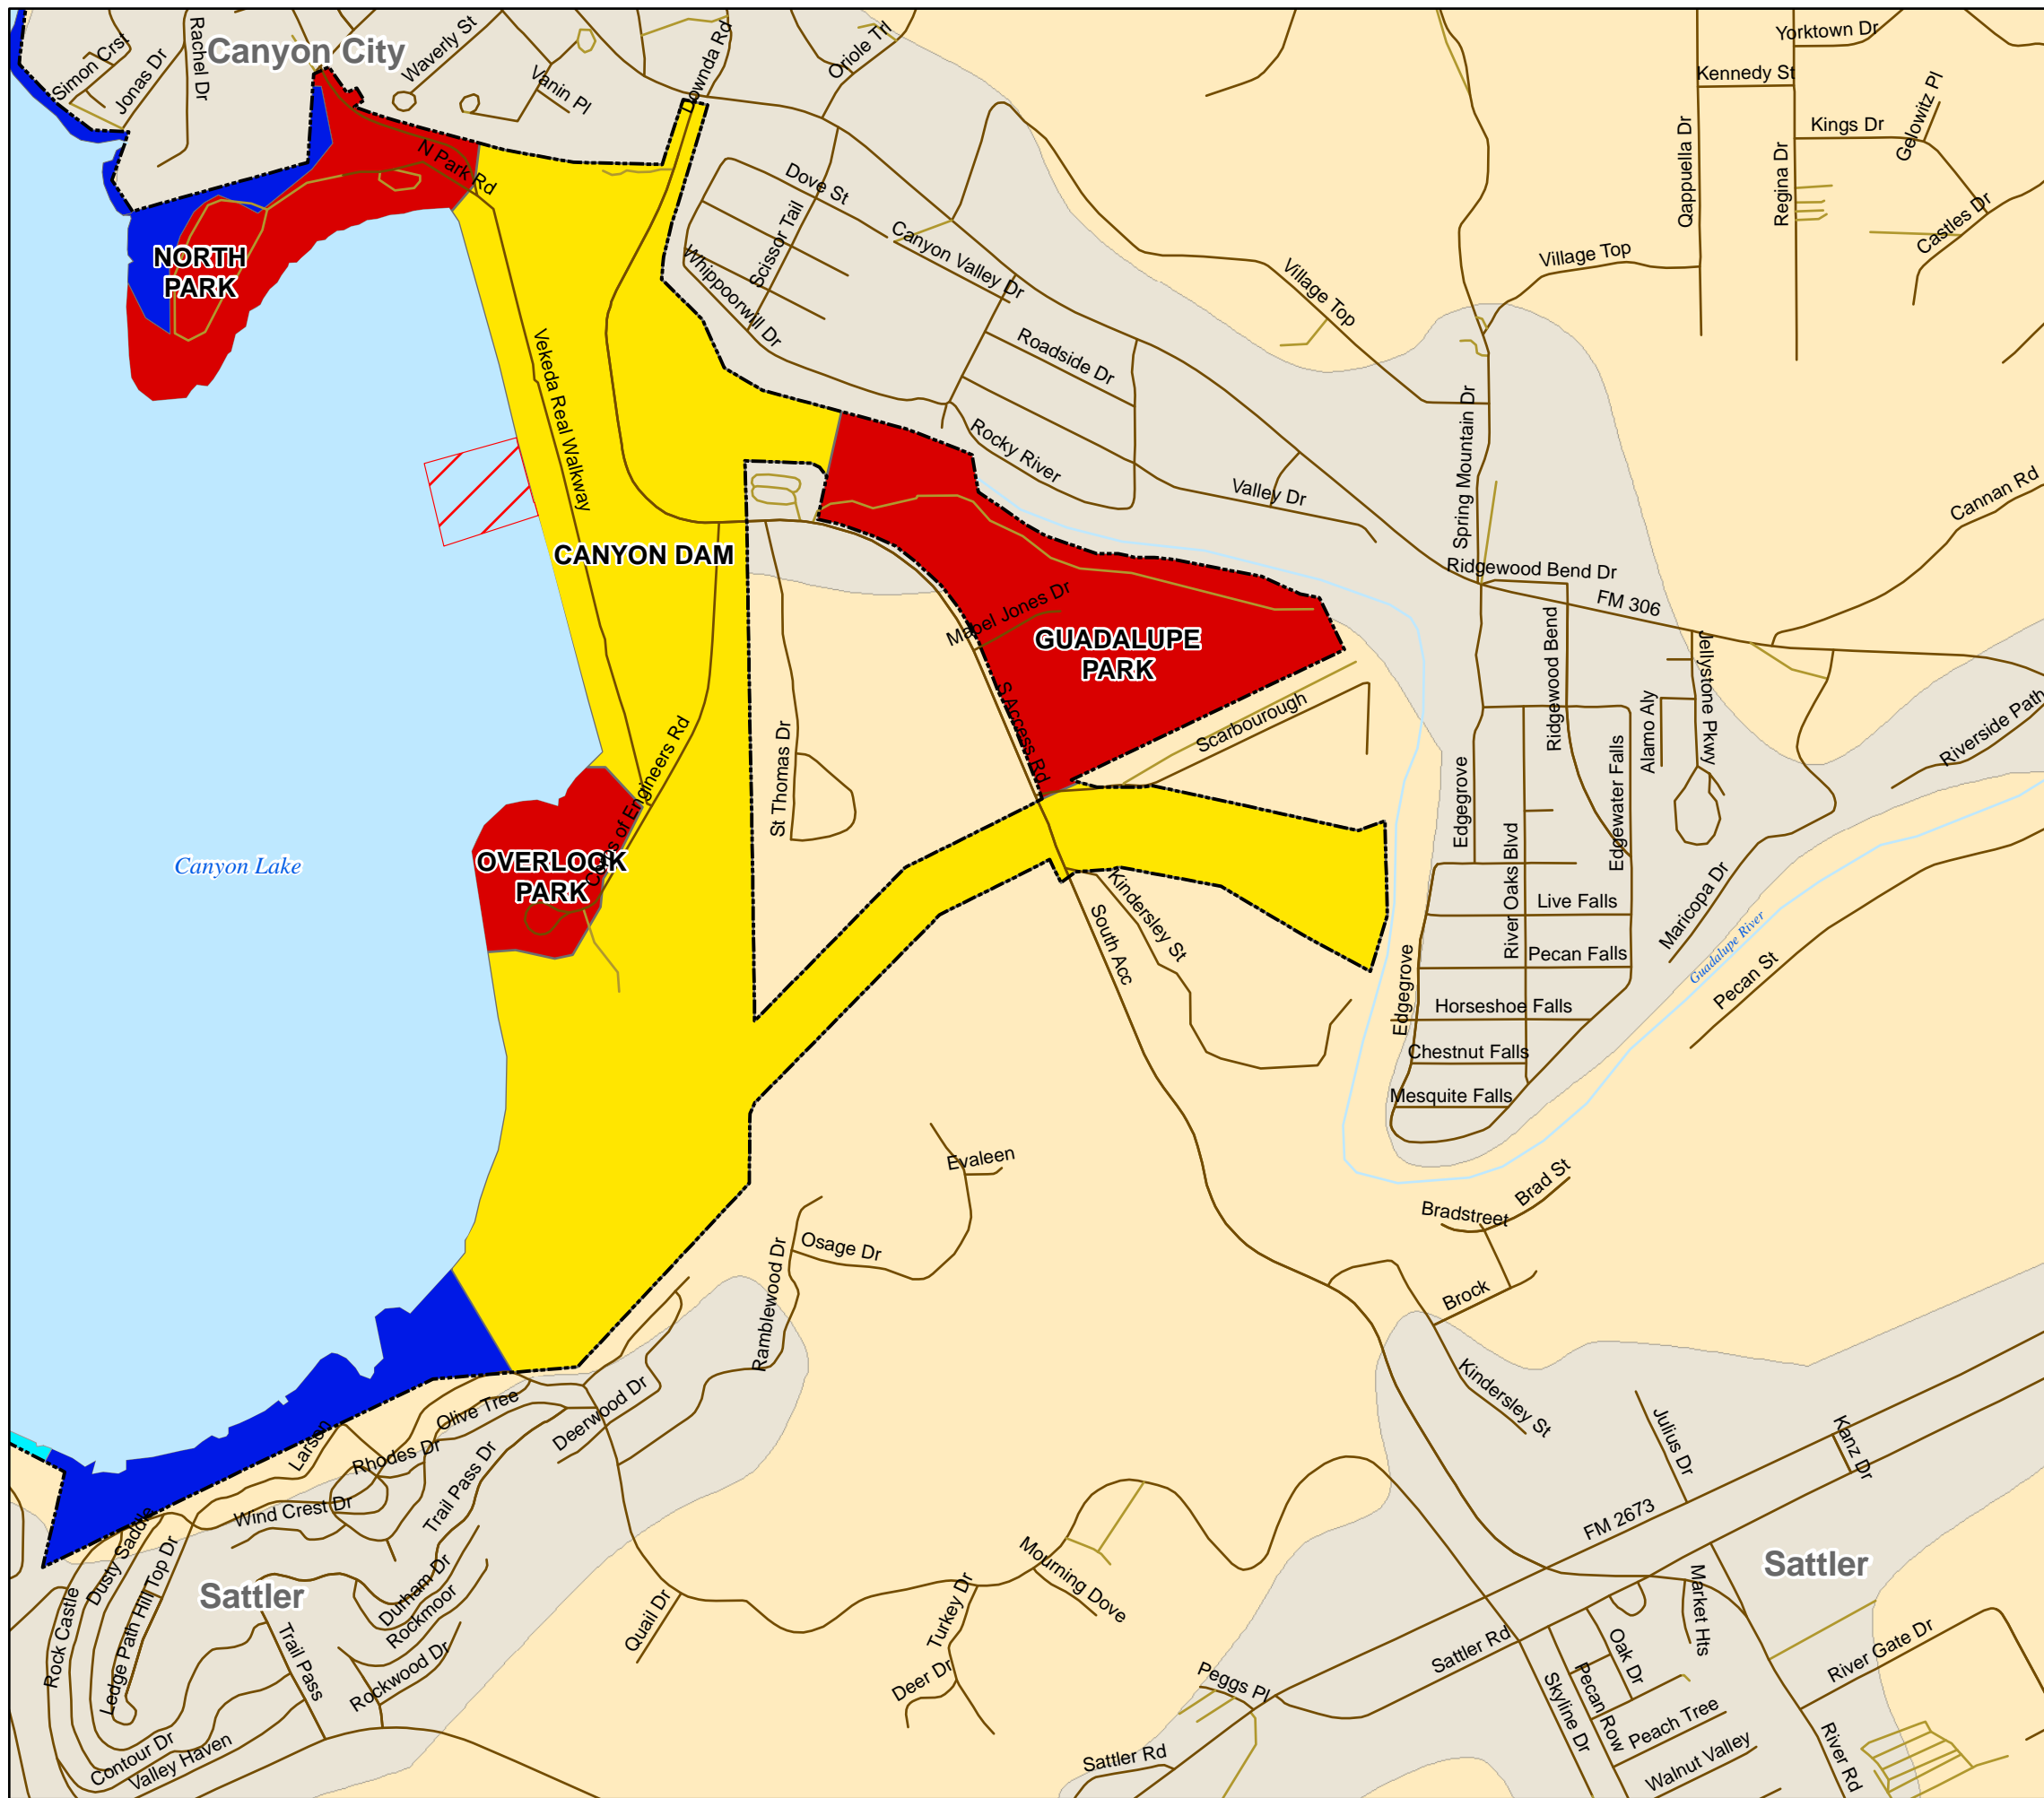 Canyon City
Simon Crst
Jonas Dr
Rachel Dr
Waverly St
Vanin Pl
Oriole Trl
Yorktown Dr
Kennedy St
Kings Dr
Gelowitz Pl
Qappuella Dr
Regina Dr
Castles Dr
N Park Rd
Dove St
Scissor Tail
Canyon Valley Dr
Whippoorwill Dr
Village Top
Village Top
NORTH
PARK
Vekeda Real Walkway
Roadside Dr
Rocky River
Valley Dr
Spring Mountain Dr
Cannan Rd
CANYON DAM
Ridgewood Bend Dr
FM 306
Mabel Jones Dr
GUADALUPE
PARK
Ridgewood Bend
Jellystone Pkwy
Alamo Aly
Riverside Path
S Access Rd
Scarbourough
St Thomas Dr
Corps of Engineers Rd
Edgegrove
Edgewater Falls
River Oaks Blvd
Canyon Lake
OVERLOOK
PARK
Kindersley St
South Acc
Live Falls
Maricopa Dr
Guadalupe River
Pecan St
Pecan Falls
Edgegrove
Horseshoe Falls
Chestnut Falls
Mesquite Falls
Evaleen
Brad St
Bradstreet
Osage Dr
Ramblewood Dr
Brock
Kindersley St
Julius Dr
Kanz Dr
Olive Tree
Deerwood Dr
Larson
Rhodes Dr
Trail Pass Dr
Wind Crest Dr
FM 2673
Sattler
Dusty Saddle
Hill Top Dr
Ledge Path
Rock Castle
Sattler
Durham Dr
Rockmoor
Rockwood Dr
Trail Pass
Contour Dr
Valley Haven
Quail Dr
Turkey Dr
Mourning Dove
Deer Dr
Market Hts
Oak Dr
Sattler Rd
Peggs Pl
Skyline Dr
Pecan Row
Peach Tree
Walnut Valley
River Gate Dr
River Rd
Sattler Rd